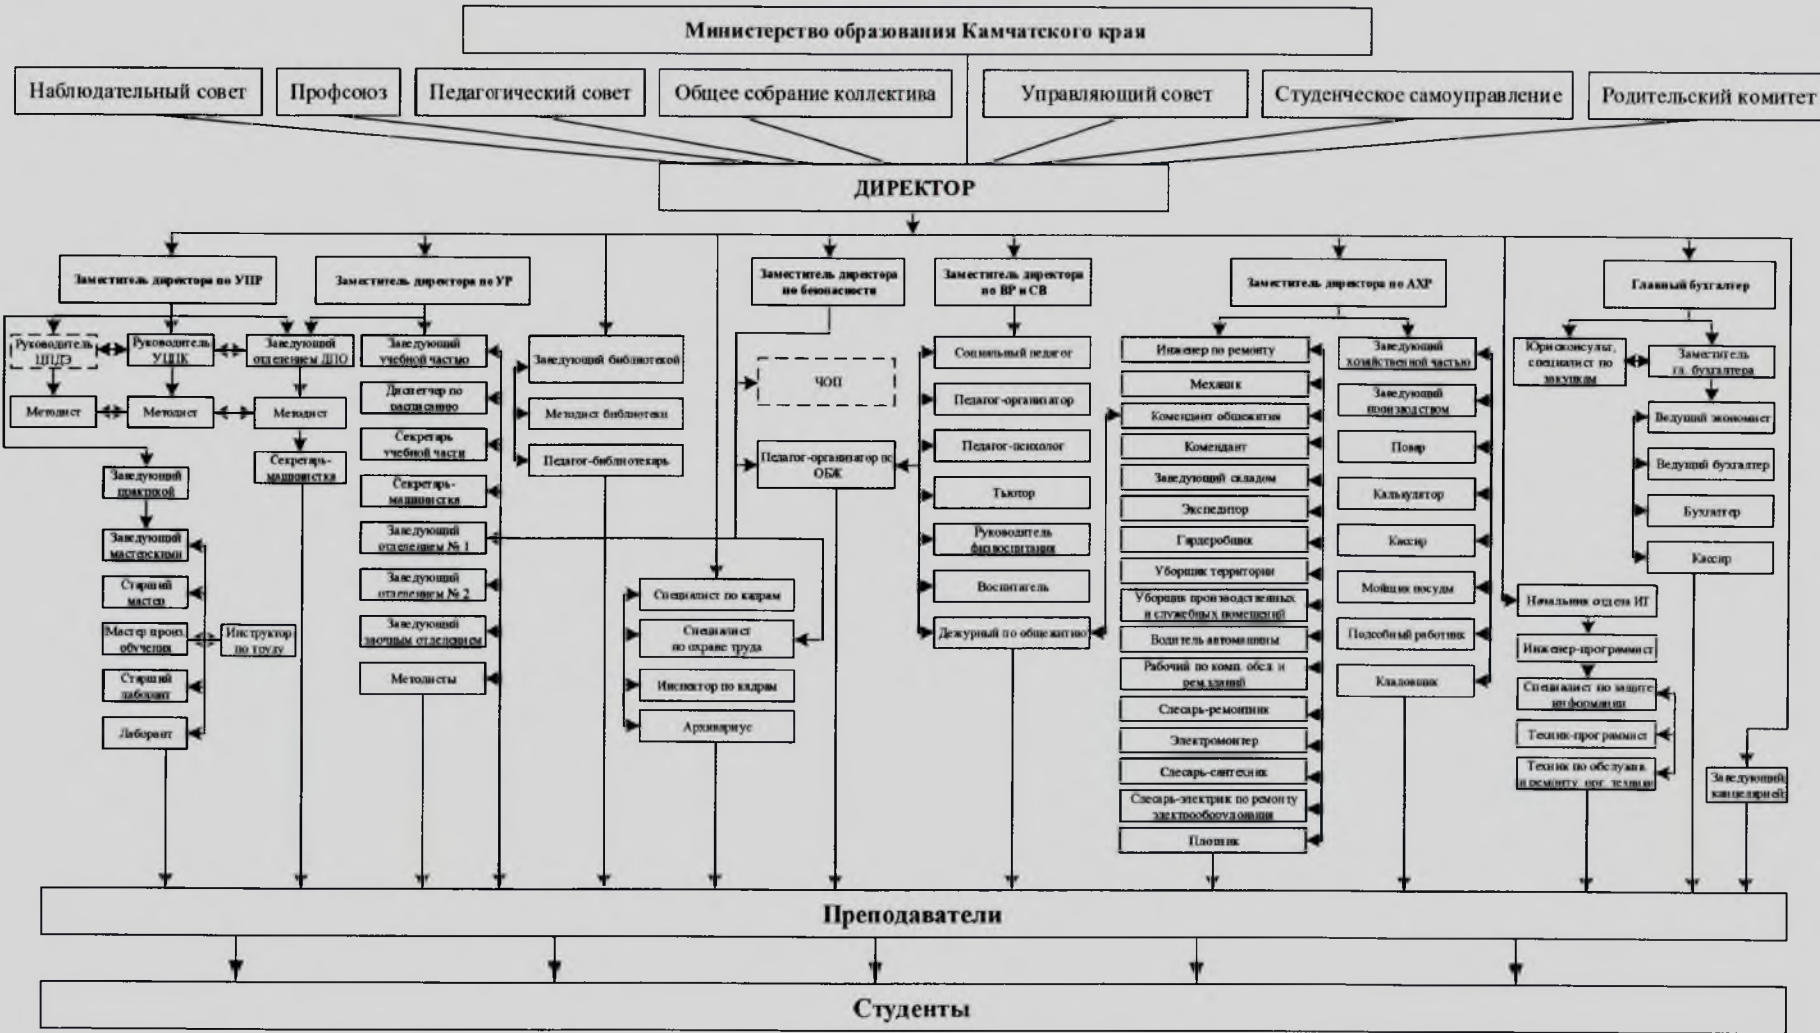 Министерство образования Камчатского края
Наблюдательный совет
Профсоюз
Педагогический совет
Общее собрание коллектива
Управляющий совет
Студенческое самоуправление
Родительский комитет
ДИРЕКТОР
Заместитель директора по УПР
Заместитель директора по УР
Заместитель директора
по безопасности
Заместитель директора
по ВР и СВ
Заместитель директора по АХР
Главный бухгалтер
Руководитель
ЦПДЭ
Руководитель
УЦПК
Заведующий
отделением ДПО
Методист
Методист
Методист
Секретарь-
машинистка
Заведующий
практикой
Заведующий
мастерскими
Старший
мастер
Мастер произ.
обучения
Инструктор
по труду
Старший
лаборант
Лаборант
Заведующий
учебной частью
Диспетчер по
расписанию
Секретарь
учебной части
Секретарь-
машинистка
Заведующий
отделением № 1
Заведующий
отделением № 2
Заведующий
заочным отделением
Методисты
Заведующий библиотекой
Методист библиотеки
Педагог-библиотекарь
Специалист по кадрам
Специалист
по охране труда
Инспектор по кадрам
Архивариус
ЧОП
Педагог-организатор по
ОБЖ
Социальный педагог
Педагог-организатор
Педагог-психолог
Тьютор
Руководитель
физвоспитания
Воспитатель
Дежурный по общежитию
Инженер по ремонту
Механик
Комендант общежития
Комендант
Заведующий складом
Экспедитор
Гардеробщик
Уборщик территории
Уборщик производственных
и служебных помещений
Водитель автомашины
Рабочий по комп. обсл. и
рем.зданий
Слесарь-ремонтник
Электромонтер
Слесарь-сантехник
Слесарь-электрик по ремонту
электрооборудования
Плотник
Заведующий
хозяйственной частью
Заведующий
производством
Повар
Калькулятор
Кассир
Мойщик посуды
Подсобный работник
Кладовщик
Юрисконсульт,
специалист по
закупкам
Заместитель
гл. бухгалтера
Ведущий экономист
Ведущий бухгалтер
Бухгалтер
Кассир
Начальник отдела ИТ
Инженер-программист
Специалист по защите
информации
Техник-программист
Техник по обслужив.
и ремонту орг. техники
Заведующий
канцелярией
Преподаватели
Студенты